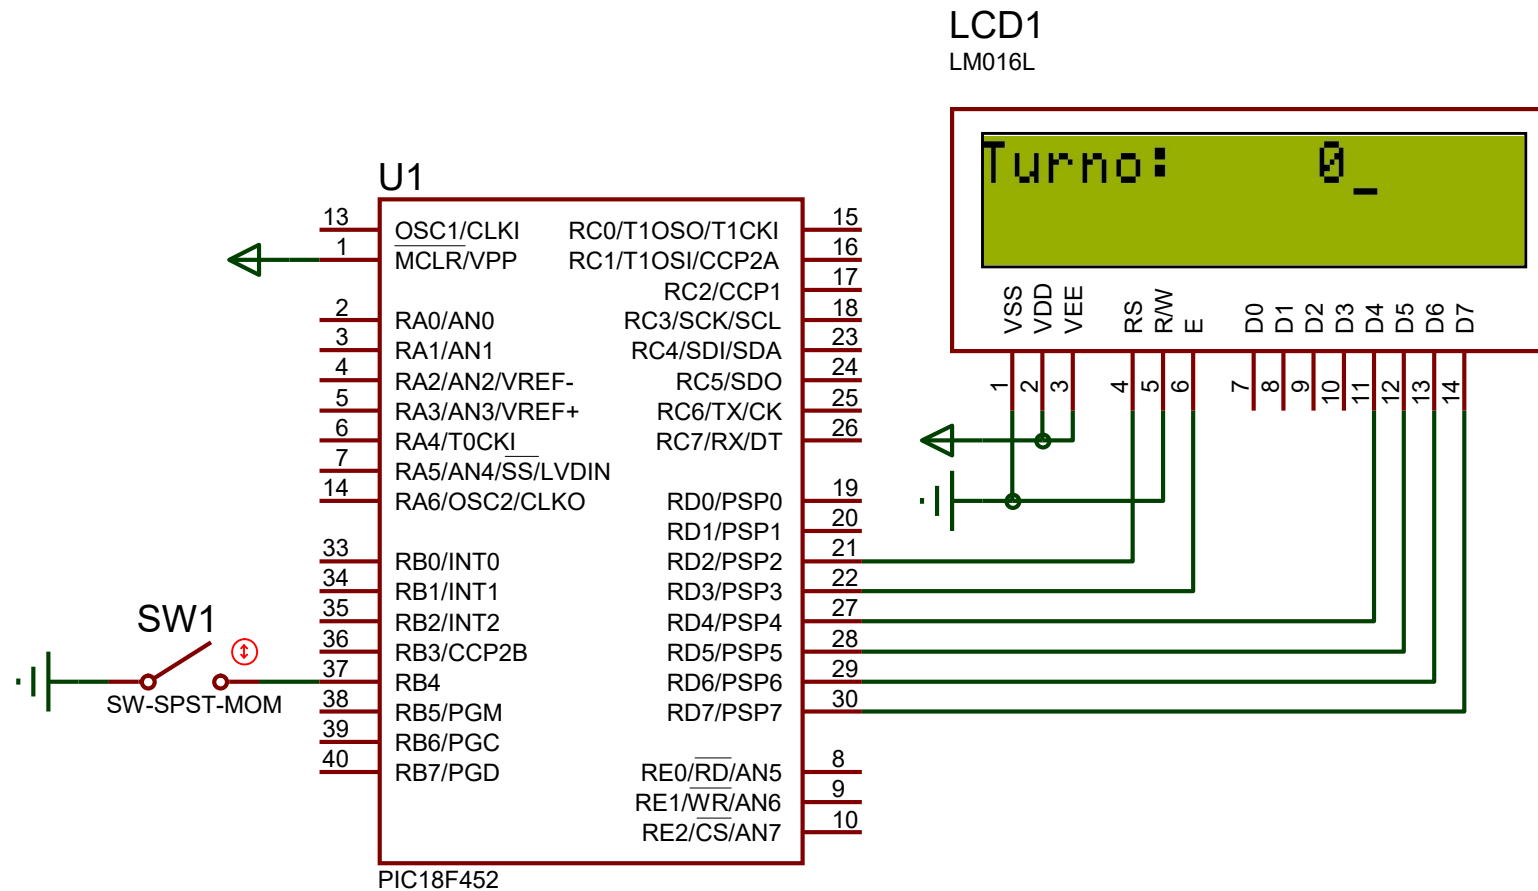 LCD1
LM016L
Turno: 0_
VSS VDD VEE RS R/W E D0 D1 D2 D3 D4 D5 D6 D7
1 2 3 4 5 6 7 8 9 10 11 12 13 14
U1
13 OSC1/CLKI RC0/T1OSO/T1CKI 15
1 MCLR/VPP RC1/T1OSI/CCP2A 16
RC2/CCP1 17
2 RA0/AN0 RC3/SCK/SCL 18
3 RA1/AN1 RC4/SDI/SDA 23
4 RA2/AN2/VREF- RC5/SDO 24
5 RA3/AN3/VREF+ RC6/TX/CK 25
6 RA4/T0CKI RC7/RX/DT 26
7 RA5/AN4/SS/LVDIN
14 RA6/OSC2/CLKO RD0/PSP0 19
RD1/PSP1 20
33 RB0/INT0 RD2/PSP2 21
34 RB1/INT1 RD3/PSP3 22
35 RB2/INT2 RD4/PSP4 27
36 RB3/CCP2B RD5/PSP5 28
37 RB4 RD6/PSP6 29
38 RB5/PGM RD7/PSP7 30
39 RB6/PGC
40 RB7/PGD RE0/RD/AN5 8
RE1/WR/AN6 9
RE2/CS/AN7 10
SW1
SW-SPST-MOM
PIC18F452